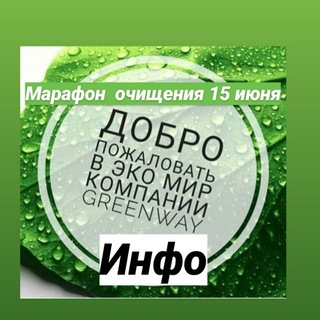 Марафон очищения 15 июня
ДОБРО
ПОЖАЛОВАТЬ
В ЭКО МИР
КОМПАНИИ
GREENWAY
Инфо